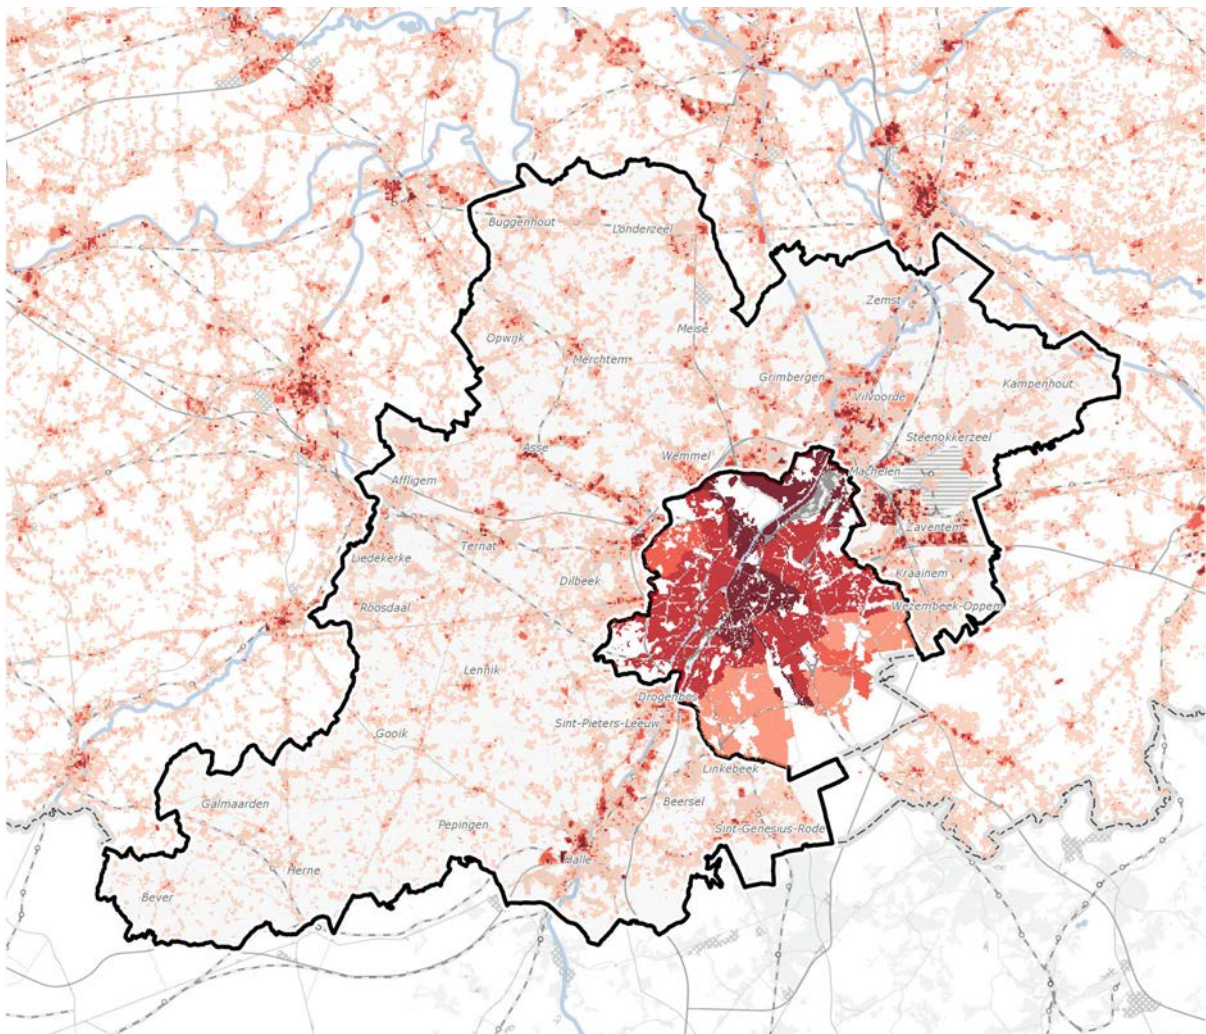 Buggenhout
Londerzeel
Zemst
Opwijk
Meise
Merchtem
Grimbergen
Kampenhout
Vilvoorde
Steenokkerzeel
Asse
Wemmel
Machelen
Affligem
Zaventem
Ternat
Liedekerke
Dilbeek
Kraainem
Roosdaal
Wezembeek-Oppem
Lennik
Drogenbos
Sint-Pieters-Leeuw
Gooik
Linkebeek
Galmaarden
Beersel
Pepingen
Sint-Genesius-Rode
Halle
Herne
Bever